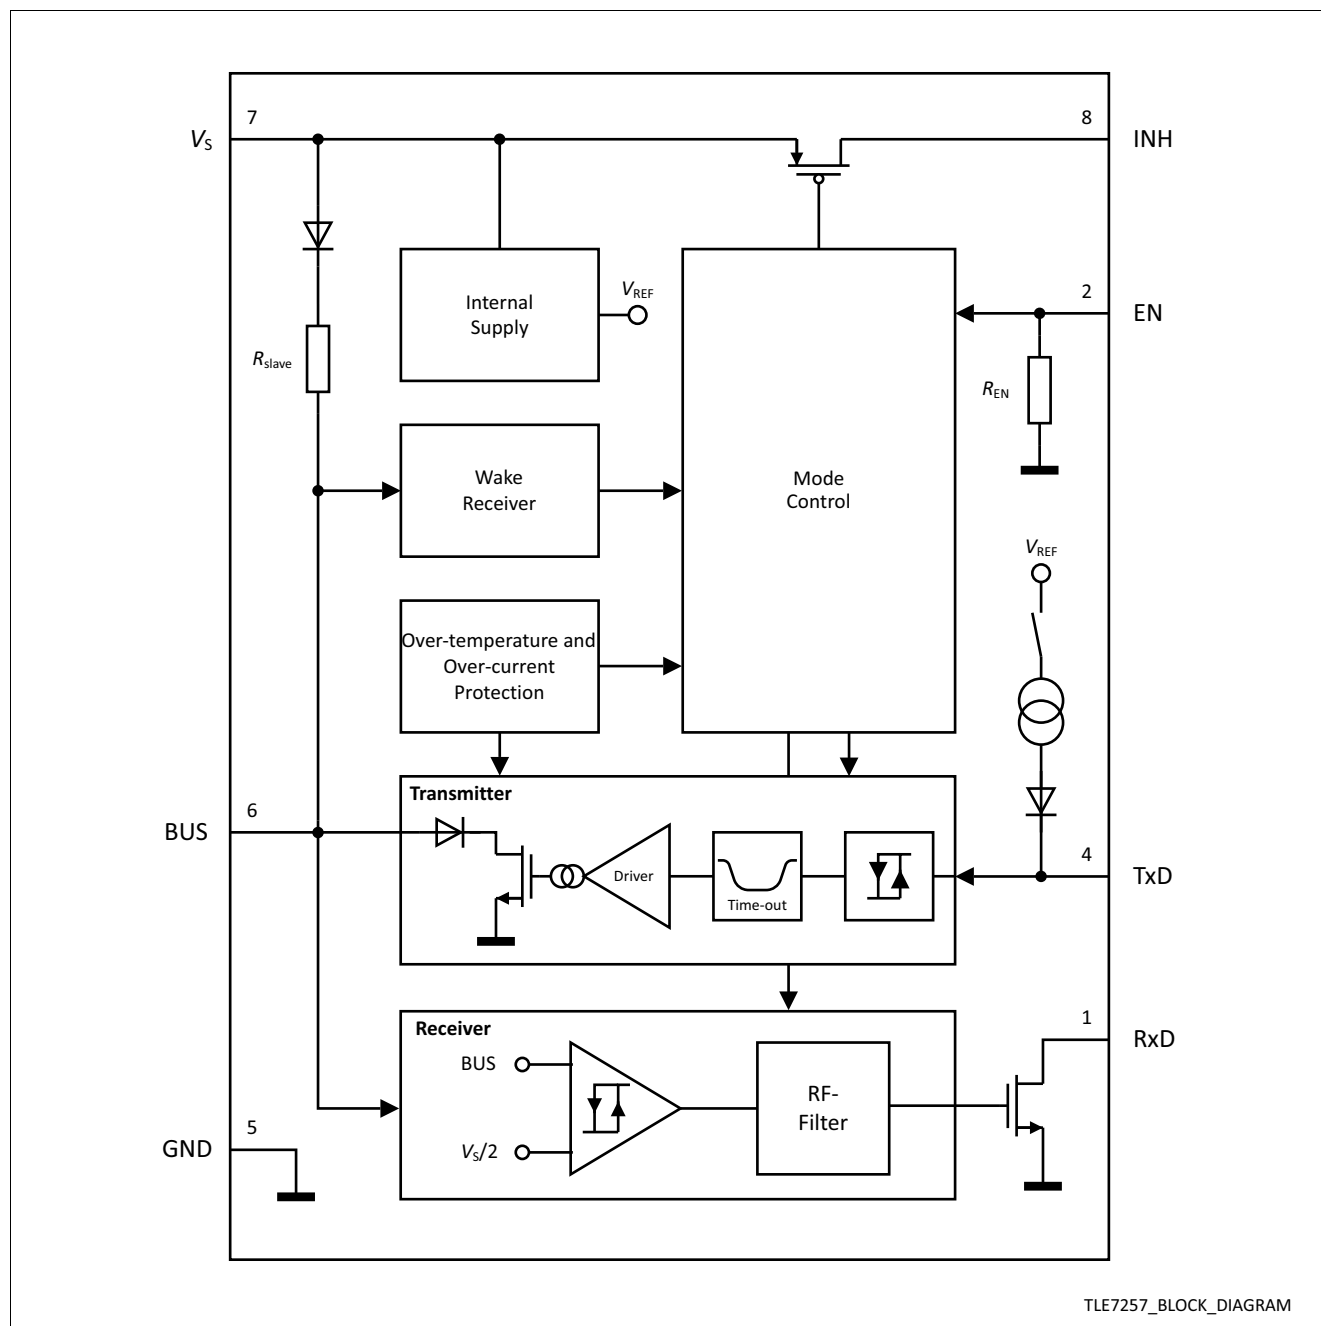 7
8
VS
INH
Internal
Supply
VREF
2
EN
Rslave
REN
Wake
Receiver
Mode
Control
VREF
Over-temperature and
Over-current
Protection
Transmitter
6
BUS
Driver
Time-out
4
TxD
Receiver
BUS
VS/2
RF-
Filter
1
RxD
5
GND
TLE7257_BLOCK_DIAGRAM